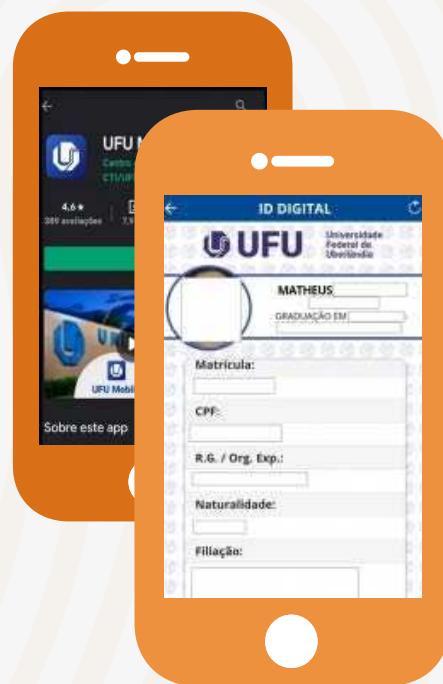 UFU
4,6★
389 avaliações
UFU Mobile
Sobre este app
ID DIGITAL
UFU
Universidade
Federal de
Uberlândia
MATHEUS
GRADUAÇÃO EM
Matrícula:
CPF:
R.G. / Org. Exp.:
Naturalidade:
Filiação: